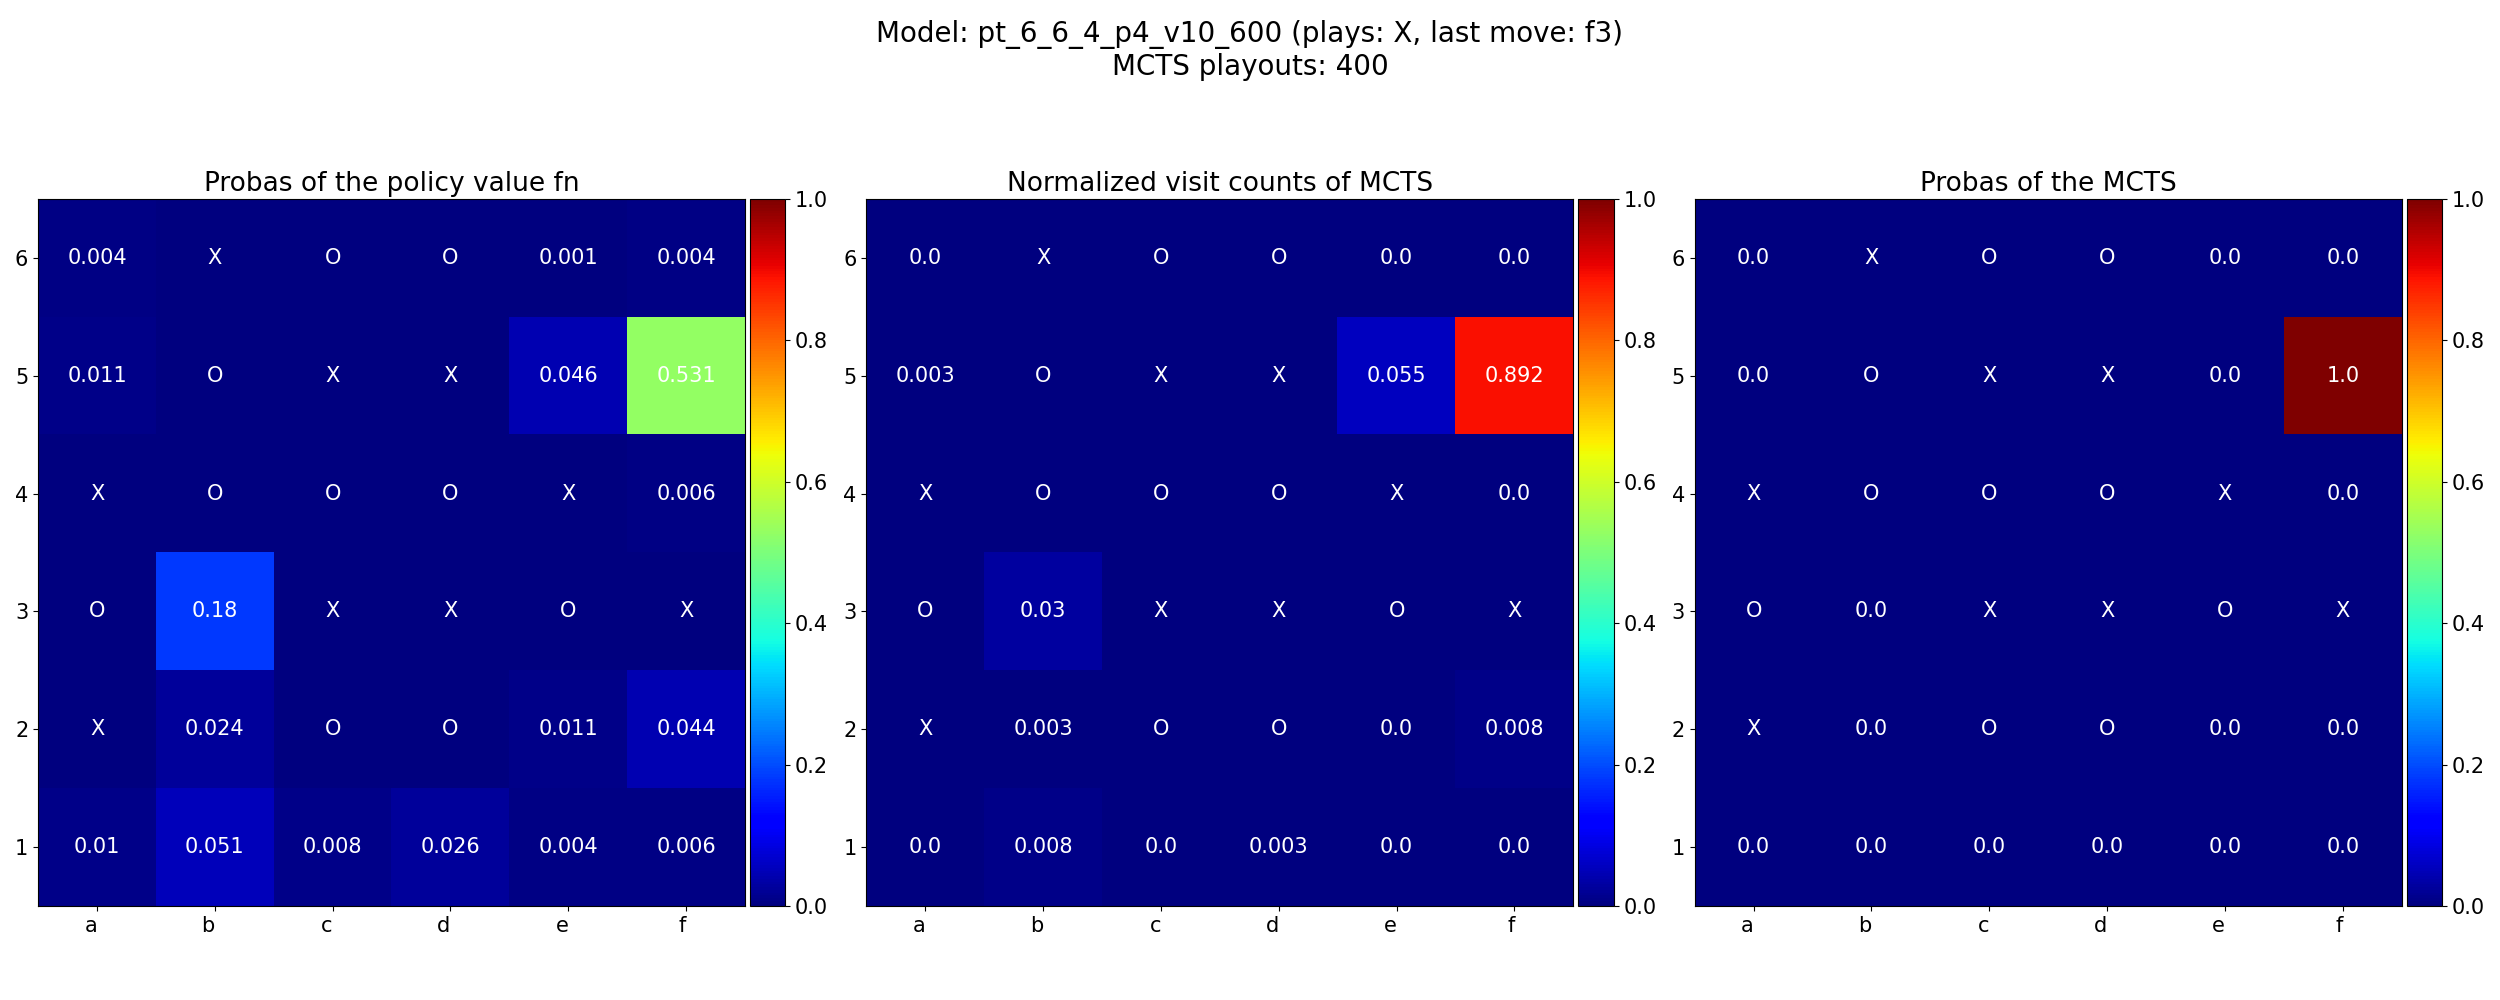 Model: pt_6_6_4_p4_v10_600 (plays: X, last move: f3)
MCTS playouts: 400
Probas of the policy value fn
6 0.004 X O O 0.001 0.004
5 0.011 O X X 0.046 0.531
4 X O O O X 0.006
3 O 0.18 X X O X
2 X 0.024 O O 0.011 0.044
1 0.01 0.051 0.008 0.026 0.004 0.006
a b c d e f
1.0
0.8
0.6
0.4
0.2
0.0
Normalized visit counts of MCTS
6 0.0 X O O 0.0 0.0
5 0.003 O X X 0.055 0.892
4 X O O O X 0.0
3 O 0.03 X X O X
2 X 0.003 O O 0.0 0.008
1 0.0 0.008 0.0 0.003 0.0 0.0
a b c d e f
1.0
0.8
0.6
0.4
0.2
0.0
Probas of the MCTS
6 0.0 X O O 0.0 0.0
5 0.0 O X X 0.0 1.0
4 X O O O X 0.0
3 O 0.0 X X O X
2 X 0.0 O O 0.0 0.0
1 0.0 0.0 0.0 0.0 0.0 0.0
a b c d e f
1.0
0.8
0.6
0.4
0.2
0.0